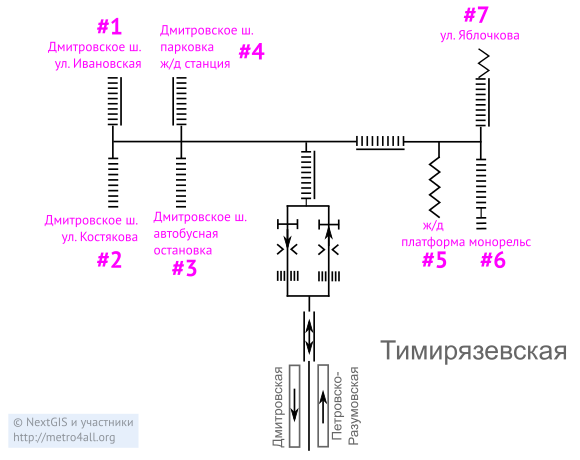 #1
Дмитровское ш.
ул. Ивановская
Дмитровское ш.
парковка
ж/д станция
#4
#7
ул. Яблочкова
Дмитровское ш.
ул. Костякова
#2
Дмитровское ш.
автобусная
остановка
#3
ж/д
платформа
#5
монорельс
#6
Тимирязевская
Дмитровская
Петровско-
Разумовская
© NextGIS и участники
http://metro4all.org